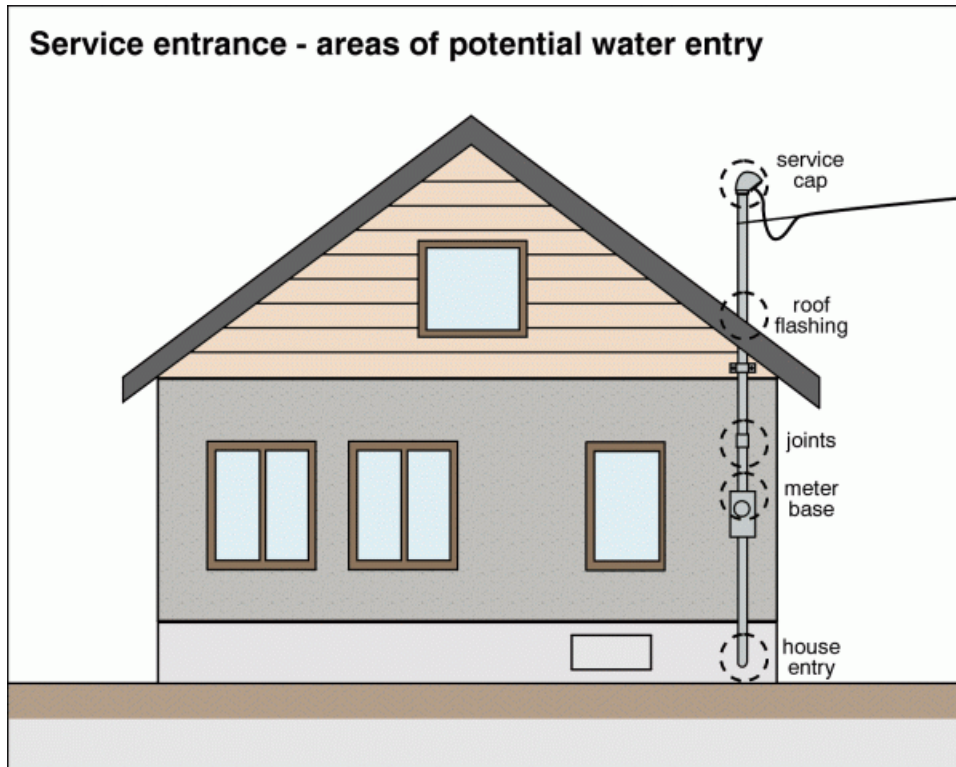 Service entrance - areas of potential water entry
service
cap
roof
flashing
joints
meter
base
house
entry